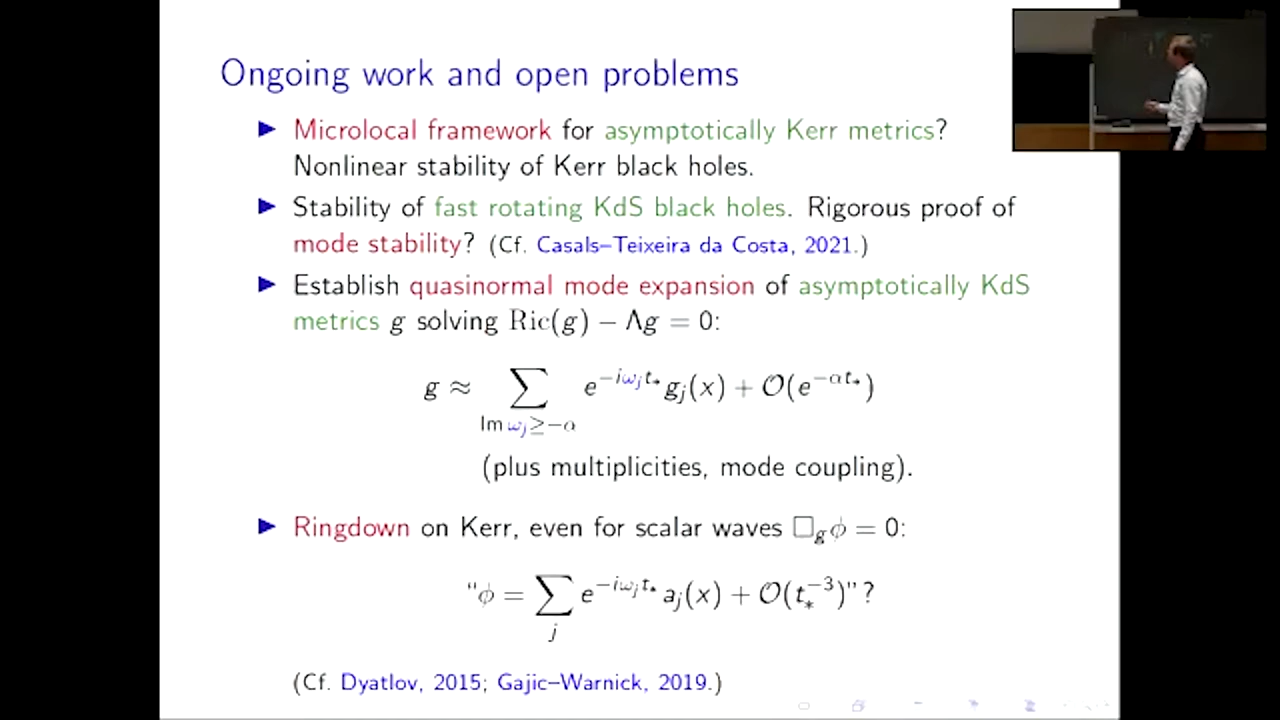 Ongoing work and open problems
▶ Microlocal framework for asymptotically Kerr metrics?
Nonlinear stability of Kerr black holes.
▶ Stability of fast rotating KdS black holes. Rigorous proof of
mode stability? (Cf. Casals–Teixeira da Costa, 2021.)
▶ Establish quasinormal mode expansion of asymptotically KdS
metrics g solving Ric(g) − Λg = 0:
g ≈ ∑_{Im ω_j ≥ −α} e^{−iω_j t_*} g_j(x) + 𝒪(e^{−αt_*})
(plus multiplicities, mode coupling).
▶ Ringdown on Kerr, even for scalar waves □_g ϕ = 0:
“ϕ = ∑_j e^{−iω_j t_*} a_j(x) + 𝒪(t_*^{−3})”?
(Cf. Dyatlov, 2015; Gajic–Warnick, 2019.)